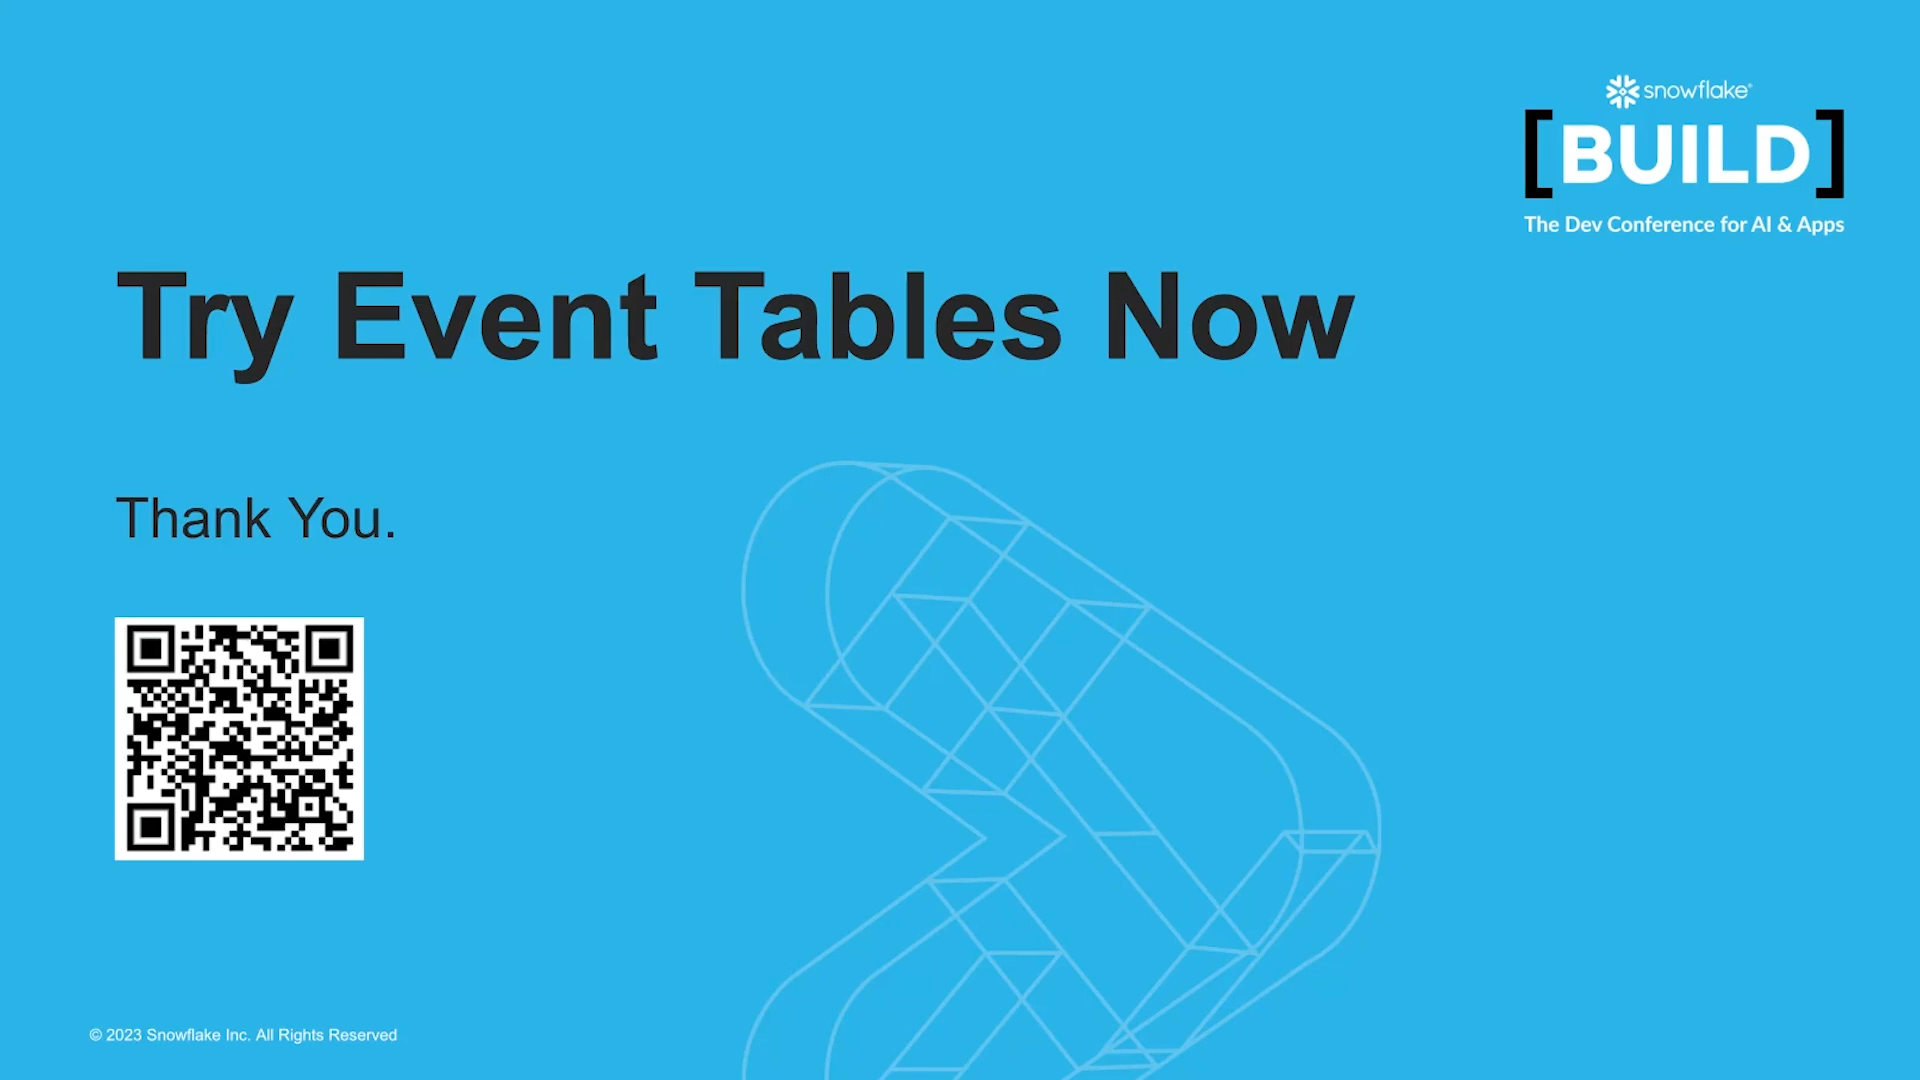 snowflake®
[BUILD]
The Dev Conference for AI & Apps
Try Event Tables Now
Thank You.
© 2023 Snowflake Inc. All Rights Reserved